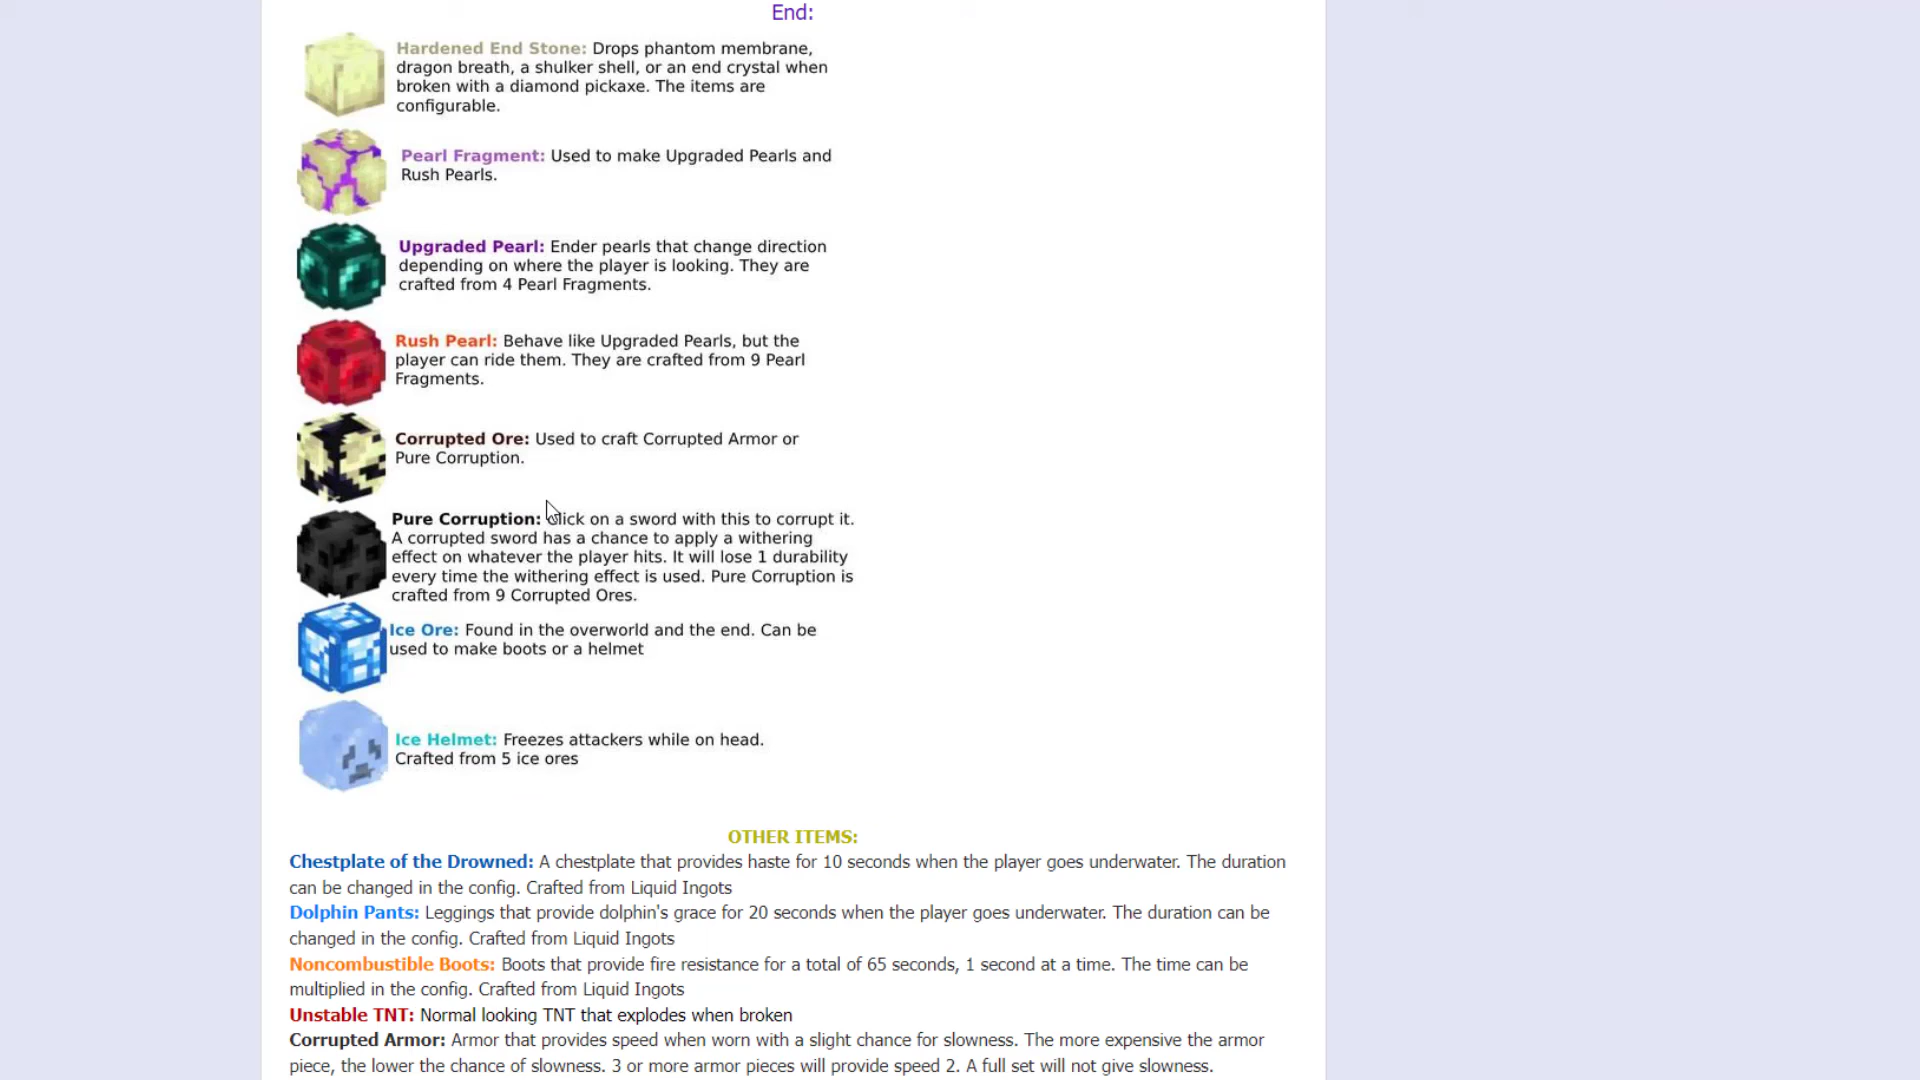 End:
Hardened End Stone: Drops phantom membrane,
dragon breath, a shulker shell, or an end crystal when
broken with a diamond pickaxe. The items are
configurable.
Pearl Fragment: Used to make Upgraded Pearls and
Rush Pearls.
Upgraded Pearl: Ender pearls that change direction
depending on where the player is looking. They are
crafted from 4 Pearl Fragments.
Rush Pearl: Behave like Upgraded Pearls, but the
player can ride them. They are crafted from 9 Pearl
Fragments.
Corrupted Ore: Used to craft Corrupted Armor or
Pure Corruption.
Pure Corruption: Click on a sword with this to corrupt it.
A corrupted sword has a chance to apply a withering
effect on whatever the player hits. It will lose 1 durability
every time the withering effect is used. Pure Corruption is
crafted from 9 Corrupted Ores.
Ice Ore: Found in the overworld and the end. Can be
used to make boots or a helmet
Ice Helmet: Freezes attackers while on head.
Crafted from 5 ice ores
OTHER ITEMS:
Chestplate of the Drowned: A chestplate that provides haste for 10 seconds when the player goes underwater. The duration
can be changed in the config. Crafted from Liquid Ingots
Dolphin Pants: Leggings that provide dolphin's grace for 20 seconds when the player goes underwater. The duration can be
changed in the config. Crafted from Liquid Ingots
Noncombustible Boots: Boots that provide fire resistance for a total of 65 seconds, 1 second at a time. The time can be
multiplied in the config. Crafted from Liquid Ingots
Unstable TNT: Normal looking TNT that explodes when broken
Corrupted Armor: Armor that provides speed when worn with a slight chance for slowness. The more expensive the armor
piece, the lower the chance of slowness. 3 or more armor pieces will provide speed 2. A full set will not give slowness.